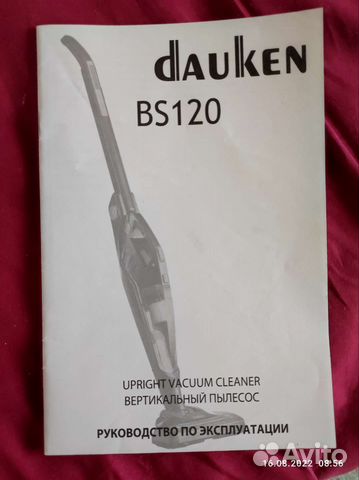 dAUKEN
BS120
UPRIGHT VACUUM CLEANER
ВЕРТИКАЛЬНЫЙ ПЫЛЕСОС
РУКОВОДСТВО ПО ЭКСПЛУАТАЦИИ
Avito
16.08.2022 08:56